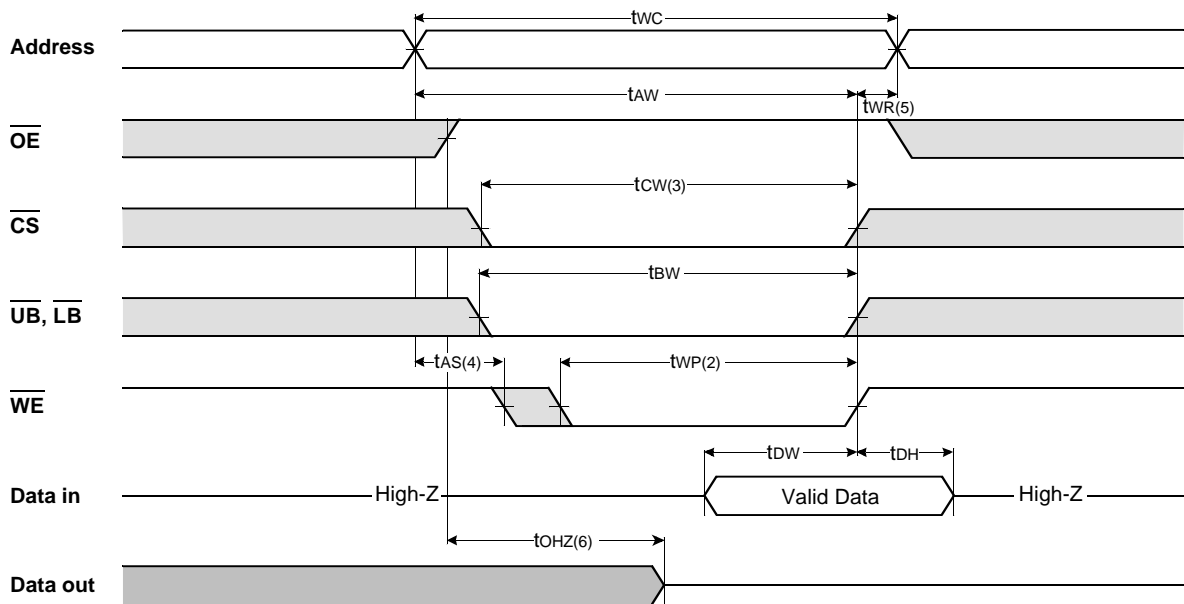 tWC
Address
tAW
tWR(5)
OE
tCW(3)
CS
tBW
UB, LB
tAS(4)
tWP(2)
WE
tDW
tDH
Data in
High-Z
Valid Data
High-Z
tOHZ(6)
Data out